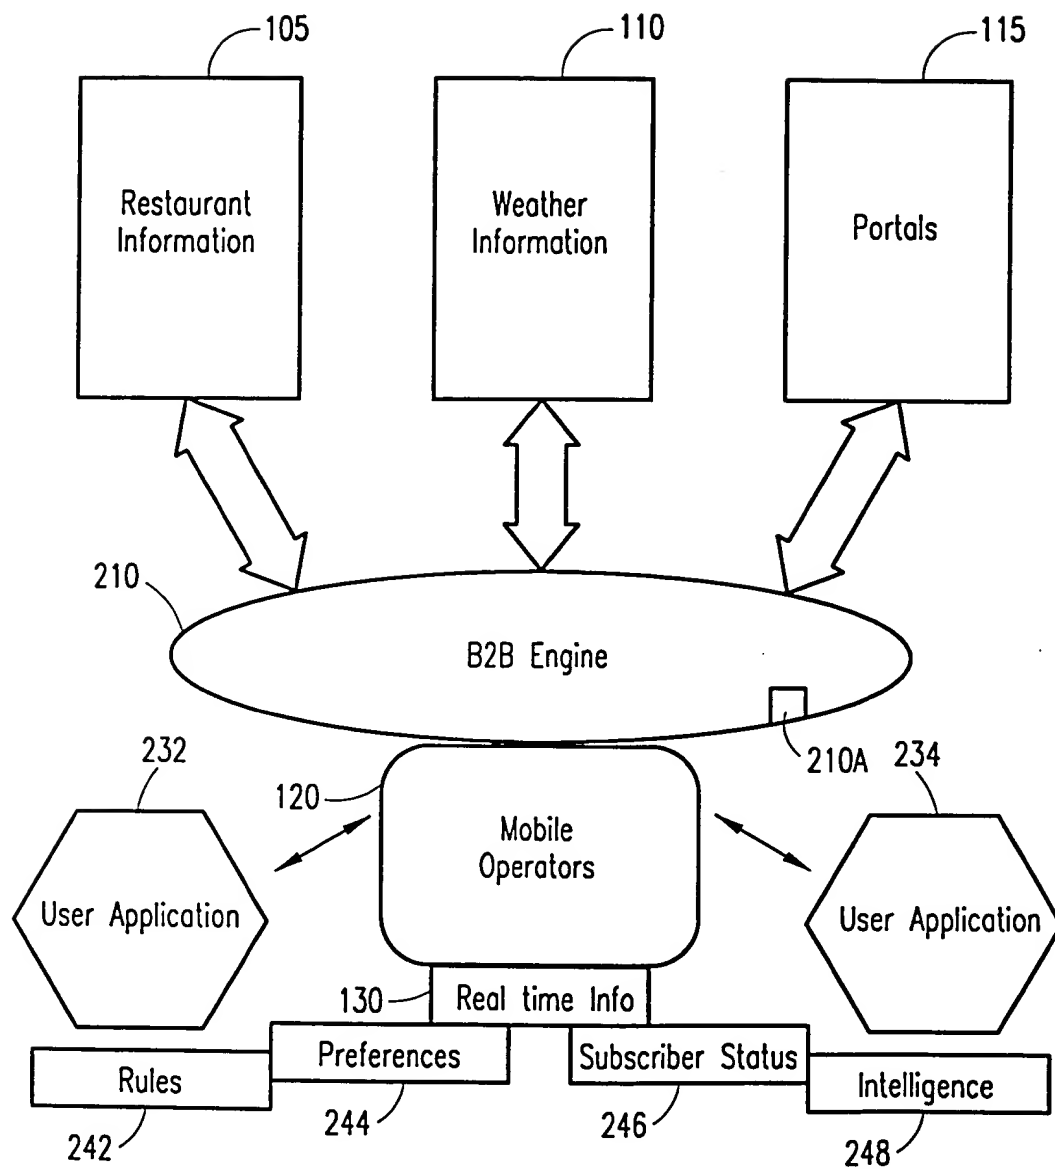 105
110
115
Restaurant
Information
Weather
Information
Portals
210
B2B Engine
210A
232
120
234
Mobile
Operators
User Application
User Application
130
Real time Info
Preferences
Subscriber Status
Rules
Intelligence
242
244
246
248